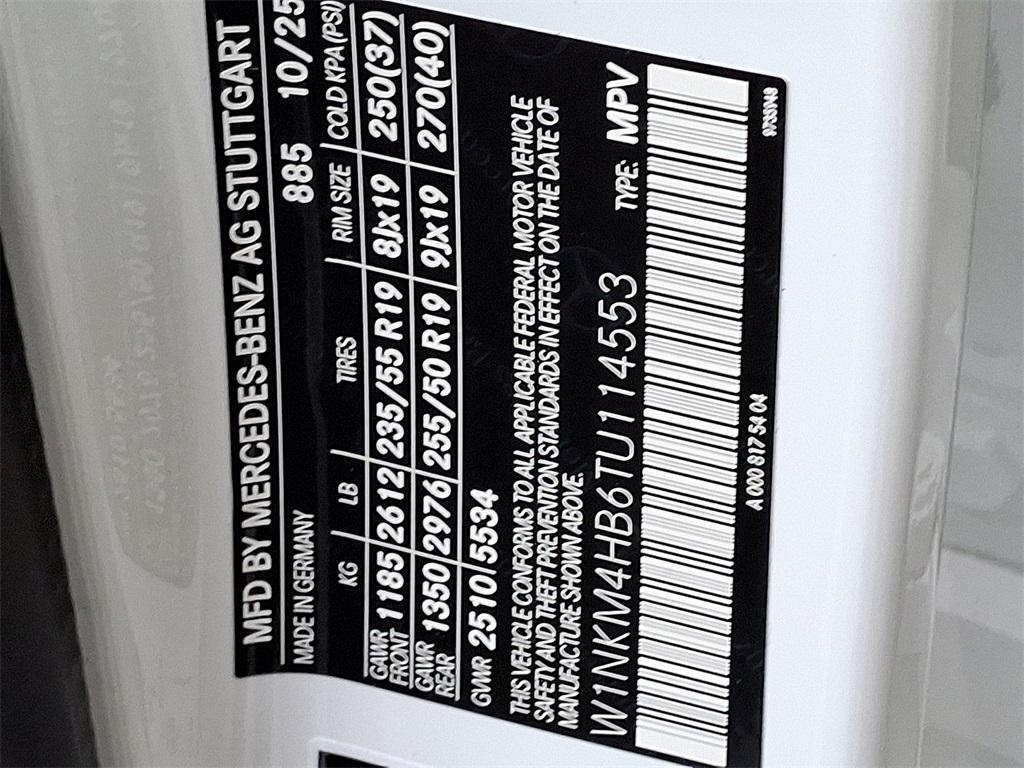 MFD BY MERCEDES-BENZ AG STUTTGART
MADE IN GERMANY 885 10/25
KG LB TIRES RIM SIZE COLD KPA (PSI)
GAWR FRONT 1185 2612 235/55 R19 8Jx19 250(37)
GAWR REAR 1350 2976 255/50 R19 9Jx19 270(40)
GVWR 2510 5534
THIS VEHICLE CONFORMS TO ALL APPLICABLE FEDERAL MOTOR VEHICLE
SAFETY AND THEFT PREVENTION STANDARDS IN EFFECT ON THE DATE OF
MANUFACTURE SHOWN ABOVE.
W1NKM4HB6TU114553 TYPE: MPV
A 000 817 54 04